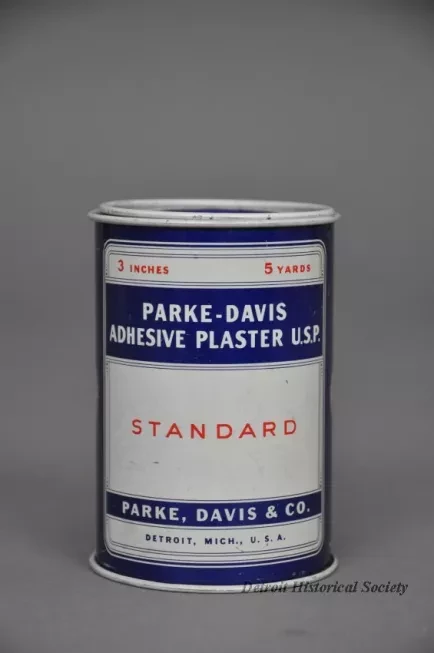 3 INCHES 5 YARDS
PARKE-DAVIS
ADHESIVE PLASTER U.S.P.
STANDARD
PARKE, DAVIS & CO.
DETROIT, MICH., U. S. A.
Detroit Historical Society